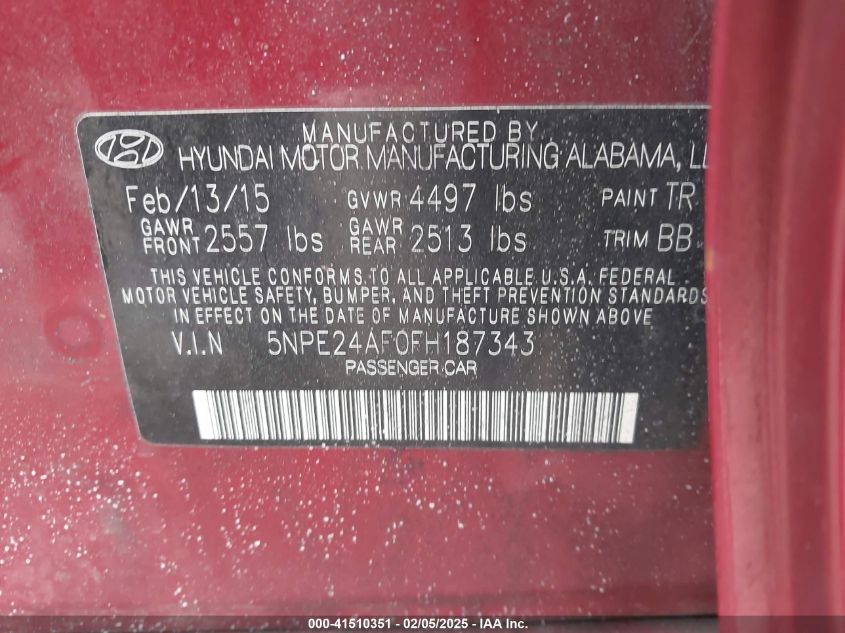 MANUFACTURED BY
HYUNDAI MOTOR MANUFACTURING ALABAMA,
Feb/13/15 GVWR 4497 lbs PAINT TR
GAWR FRONT 2557 lbs GAWR REAR 2513 lbs TRIM BB
THIS VEHICLE CONFORMS TO ALL APPLICABLE U.S.A. FEDERAL
MOTOR VEHICLE SAFETY, BUMPER, AND THEFT PREVENTION STANDARDS
IN EFFECT ON THE DATE OF MANUFACTURE SHOWN ABOVE
V.I.N 5NPE24AF0FH187343
PASSENGER CAR
000-41510351 - 02/05/2025 - IAA, Inc.